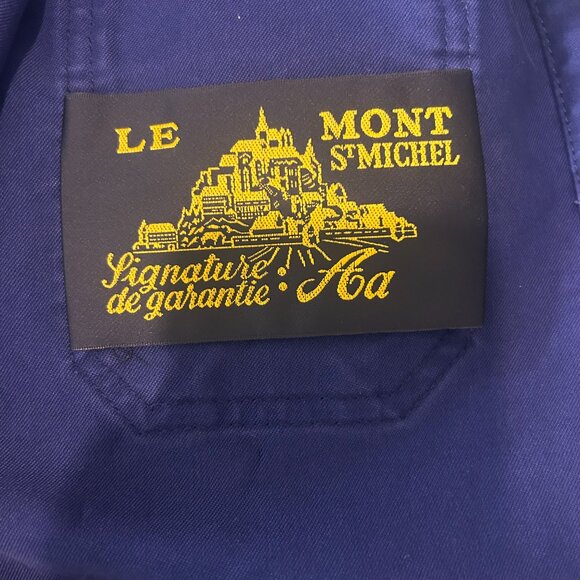 LE MONT
ST MICHEL
Signature
de garantie : Aa